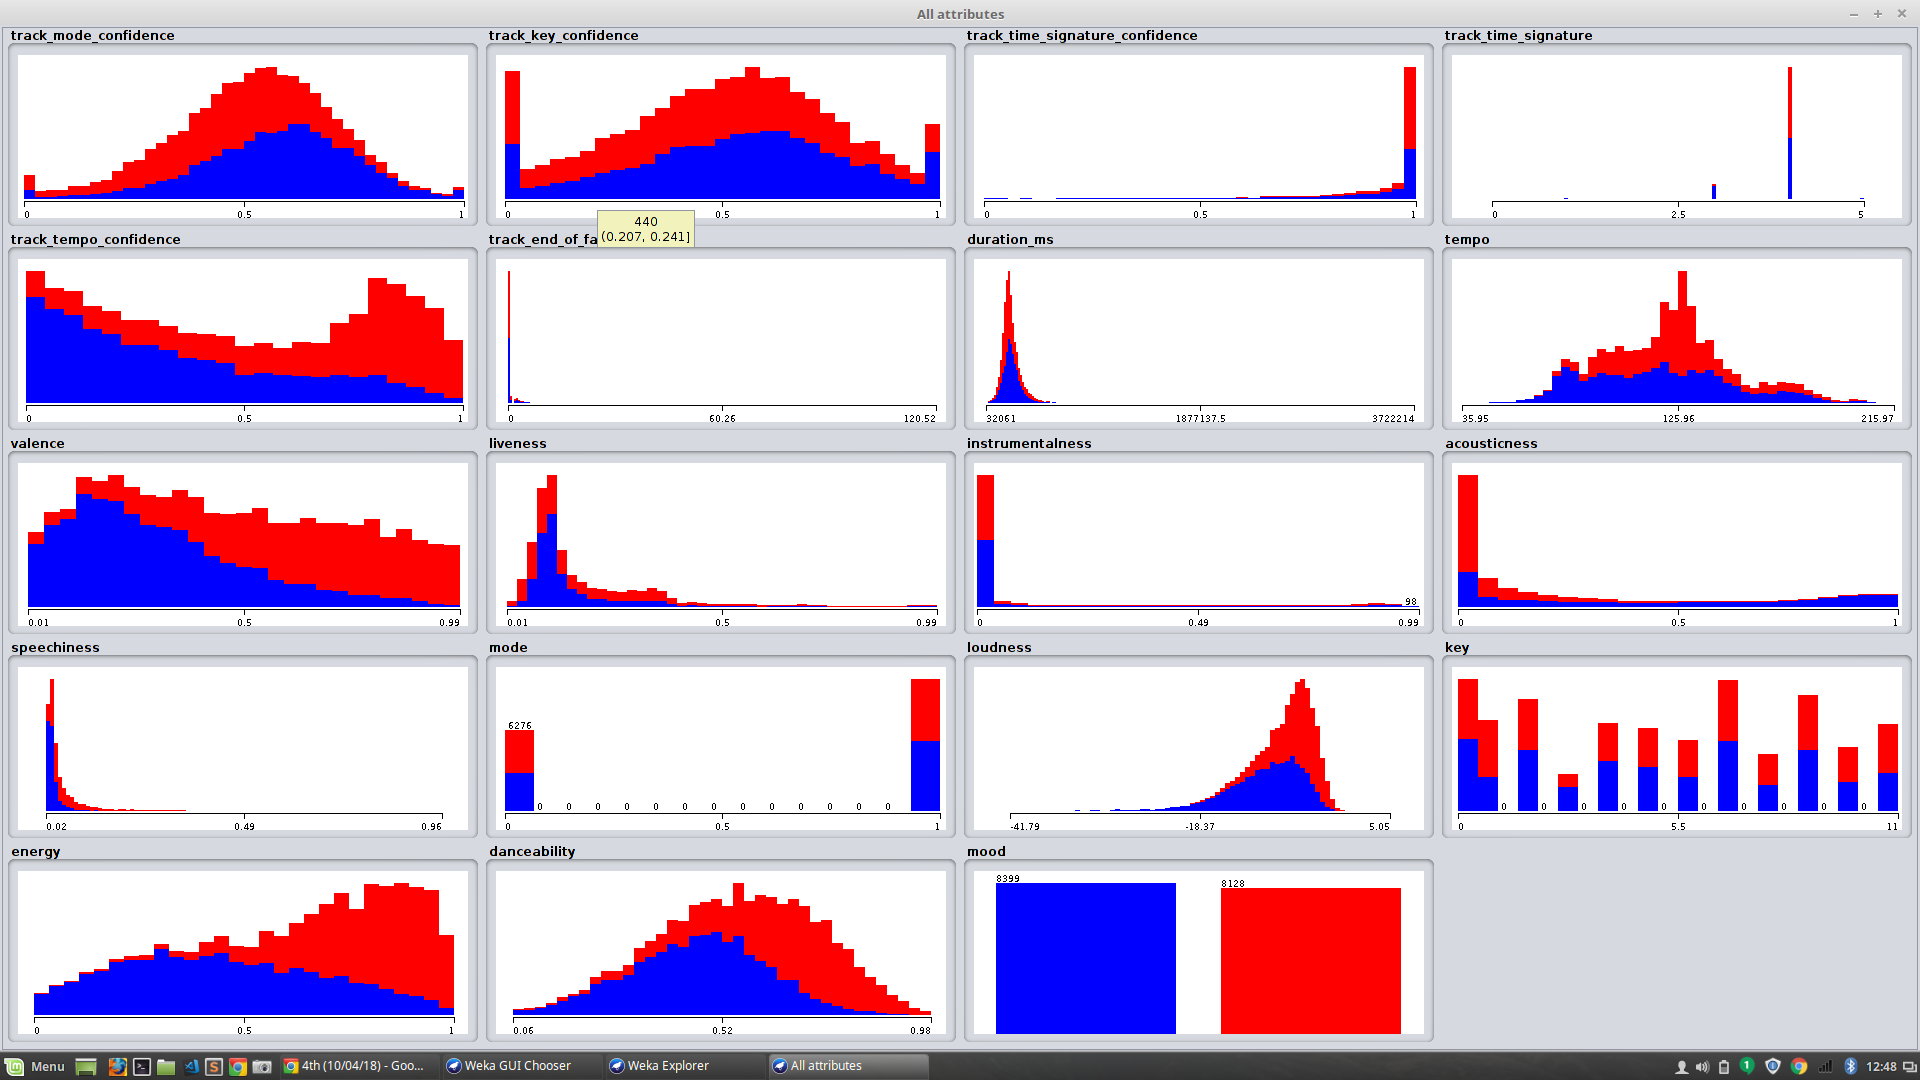 All attributes
track_mode_confidence
0 0.5 1
track_key_confidence
0 0.5 1
track_time_signature_confidence
0 0.5 1
track_time_signature
0 2.5 5
440
(0.207, 0.241]
track_tempo_confidence
0 0.5 1
track_end_of_fa
0 60.26 120.52
duration_ms
32061 1877137.5 3722214
tempo
35.95 125.96 215.97
valence
0.01 0.5 0.99
liveness
0.01 0.5 0.99
instrumentalness
98
0 0.49 0.99
acousticness
0 0.5 1
speechiness
0.02 0.49 0.96
mode
6276
0 0 0 0 0 0 0 0 0 0 0 0 0
0 0.5 1
loudness
-41.79 -18.37 5.05
key
0 0 0 0 0 0 0 0 0 0
0 5.5 11
energy
0 0.5 1
danceability
0.06 0.52 0.98
mood
8399
8128
Menu
4th (10/04/18) - Goo...
Weka GUI Chooser
Weka Explorer
All attributes
1
12:48